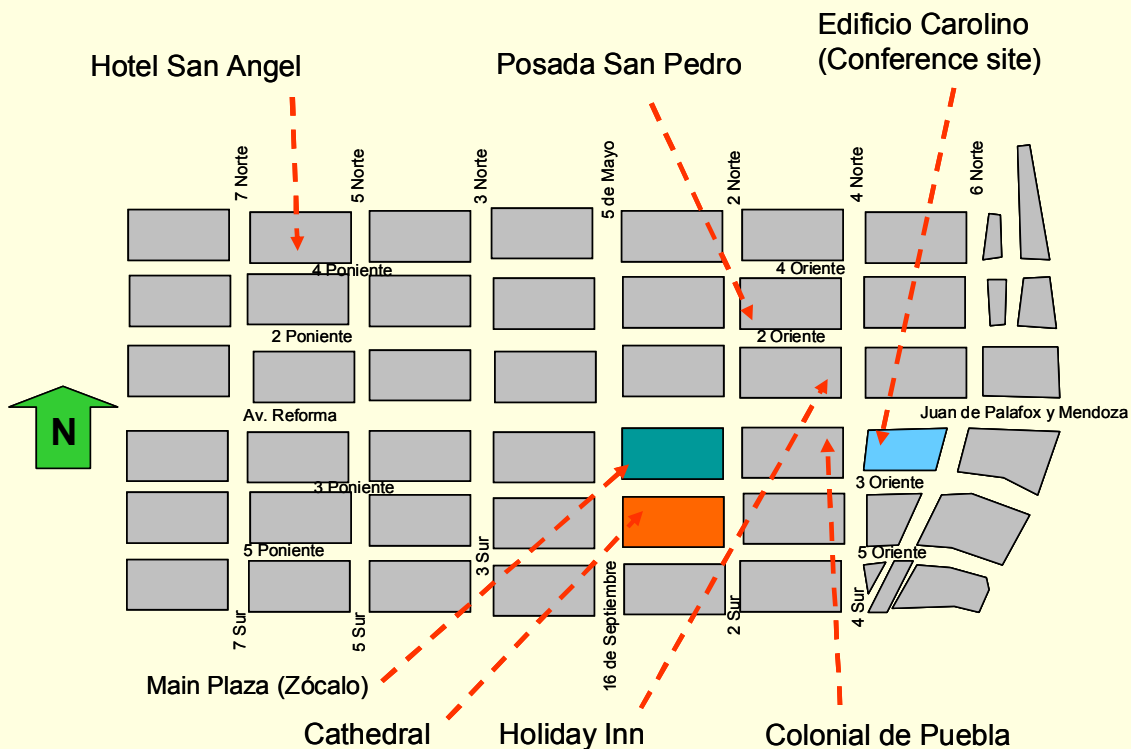 Edificio Carolino
(Conference site)
Hotel San Angel
Posada San Pedro
7 Norte
5 Norte
3 Norte
5 de Mayo
2 Norte
4 Norte
6 Norte
4 Poniente
4 Oriente
2 Poniente
2 Oriente
Av. Reforma
Juan de Palafox y Mendoza
N
3 Poniente
3 Oriente
5 Poniente
5 Oriente
7 Sur
5 Sur
3 Sur
16 de Septiembre
2 Sur
4 Sur
Main Plaza (Zócalo)
Cathedral
Holiday Inn
Colonial de Puebla